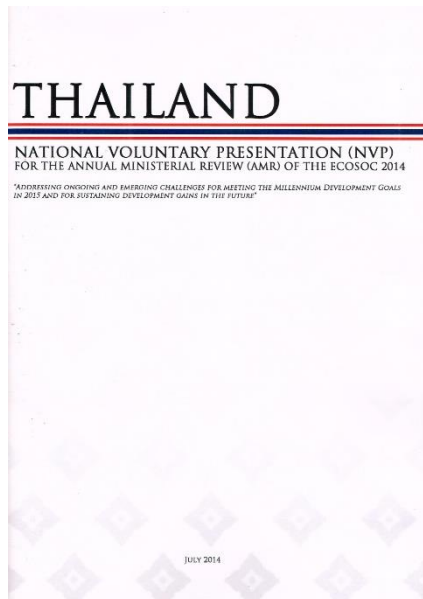 THAILAND
NATIONAL VOLUNTARY PRESENTATION (NVP)
FOR THE ANNUAL MINISTERIAL REVIEW (AMR) OF THE ECOSOC 2014
"ADDRESSING ONGOING AND EMERGING CHALLENGES FOR MEETING THE MILLENNIUM DEVELOPMENT GOALS
IN 2015 AND FOR SUSTAINING DEVELOPMENT GAINS IN THE FUTURE"
JULY 2014